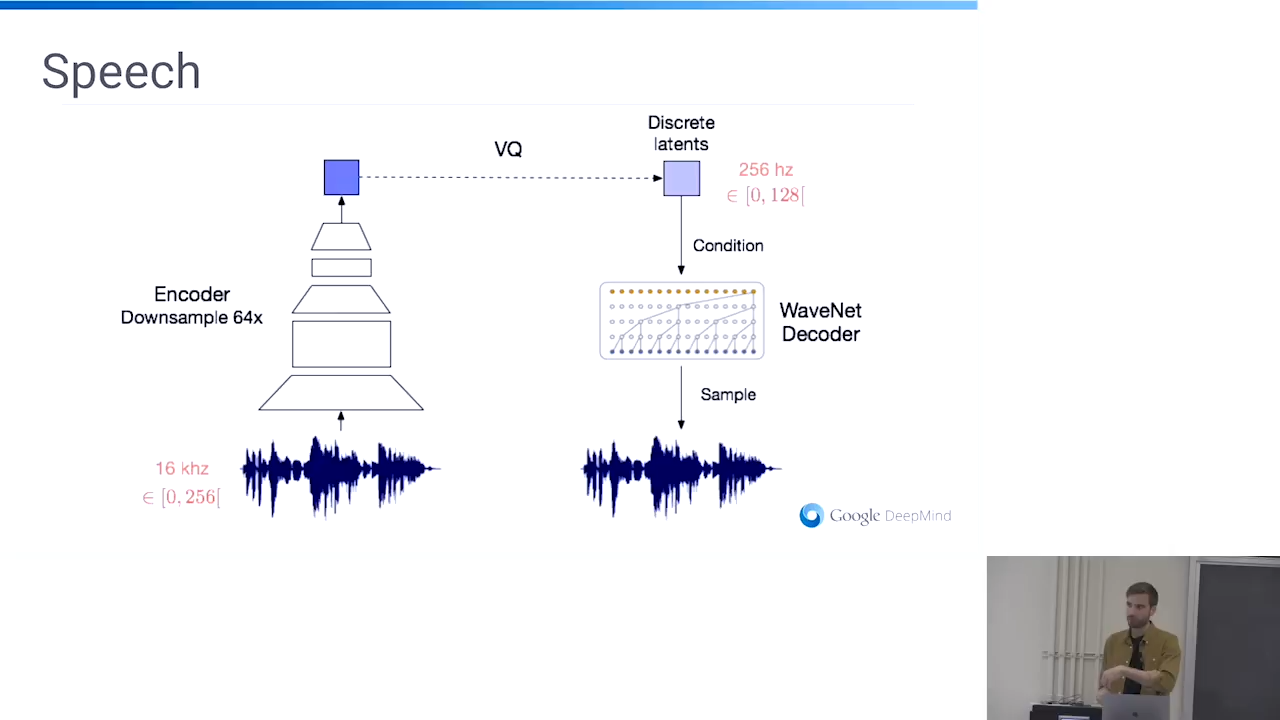 Speech
VQ
Discrete
latents
256 hz
∈ [0, 128[
Condition
Encoder
Downsample 64x
WaveNet
Decoder
Sample
16 khz
∈ [0, 256[
Google DeepMind